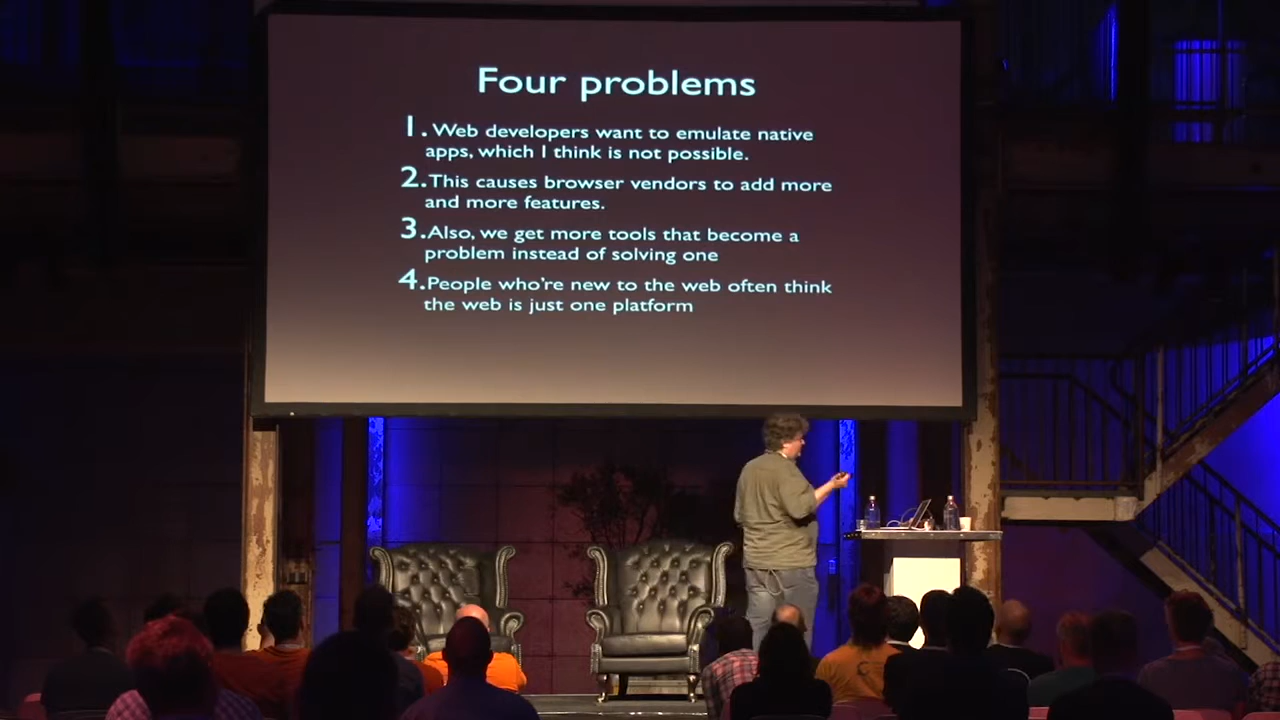 Four problems
1. Web developers want to emulate native
apps, which I think is not possible.
2. This causes browser vendors to add more
and more features.
3. Also, we get more tools that become a
problem instead of solving one
4. People who're new to the web often think
the web is just one platform